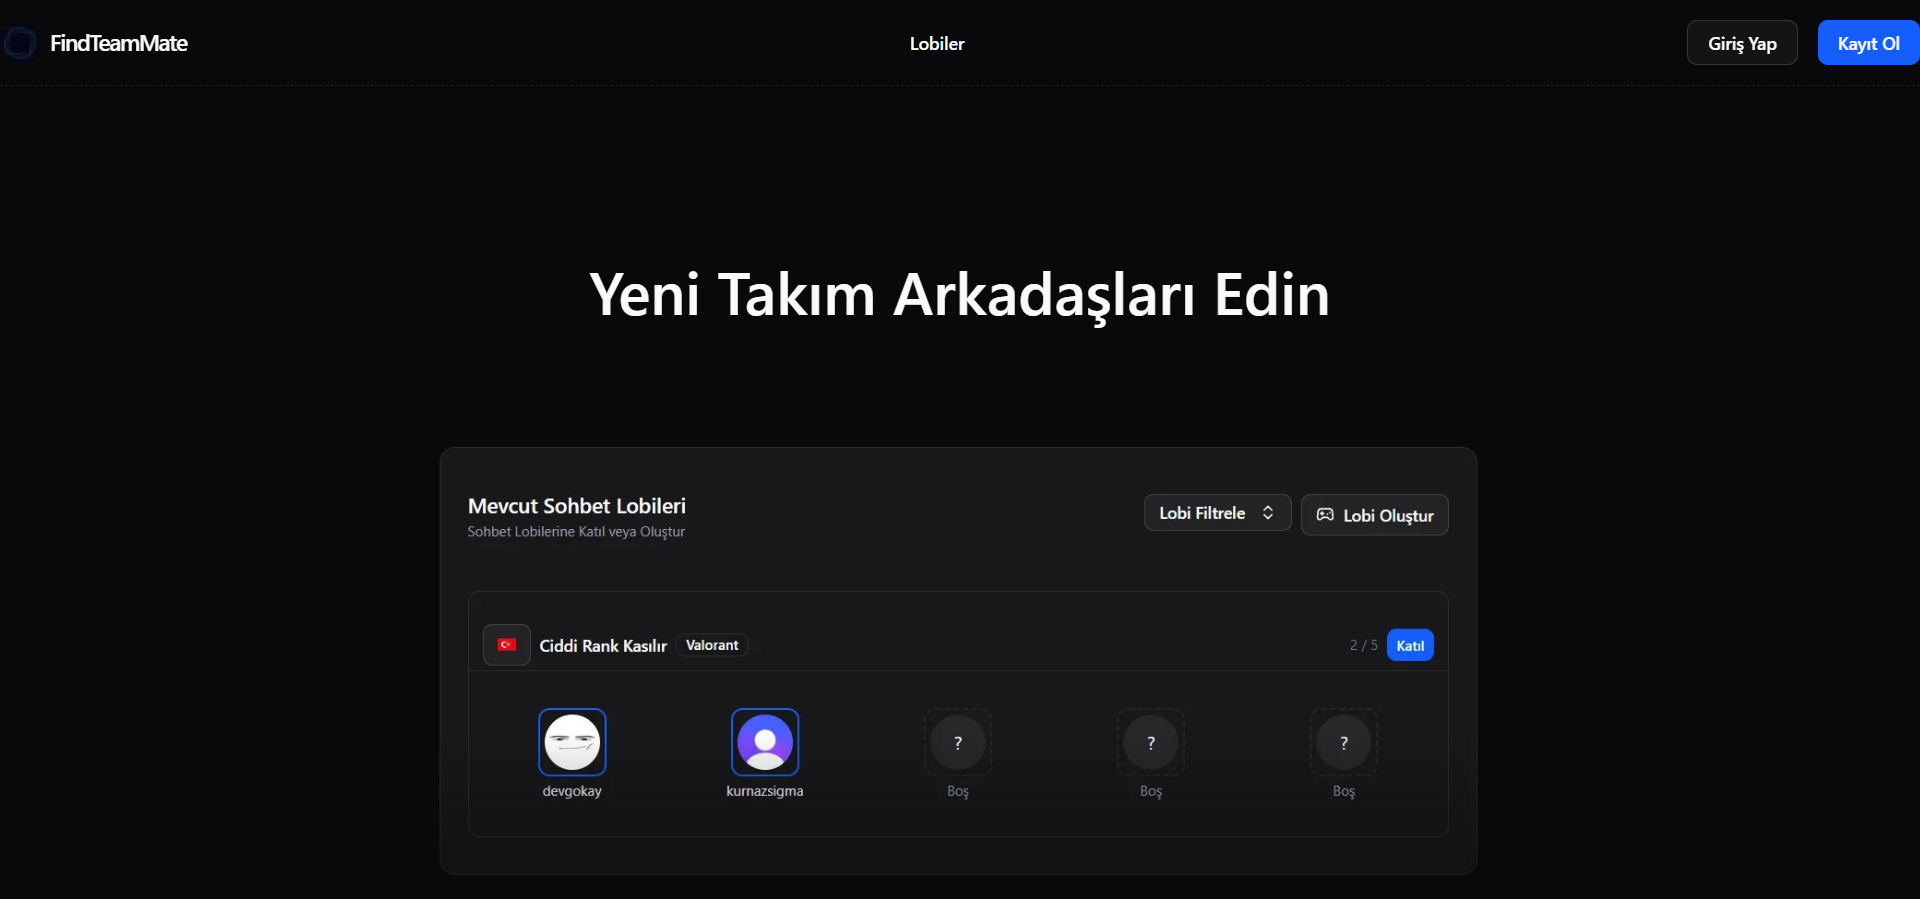 FindTeamMate
Lobiler
Giriş Yap
Kayıt Ol
Yeni Takım Arkadaşları Edin
Mevcut Sohbet Lobileri
Sohbet Lobilerine Katıl veya Oluştur
Lobi Filtrele
Lobi Oluştur
Ciddi Rank Kasılır
Valorant
2 / 5
Katıl
?
?
?
devgokay
kurnazsigma
Boş
Boş
Boş